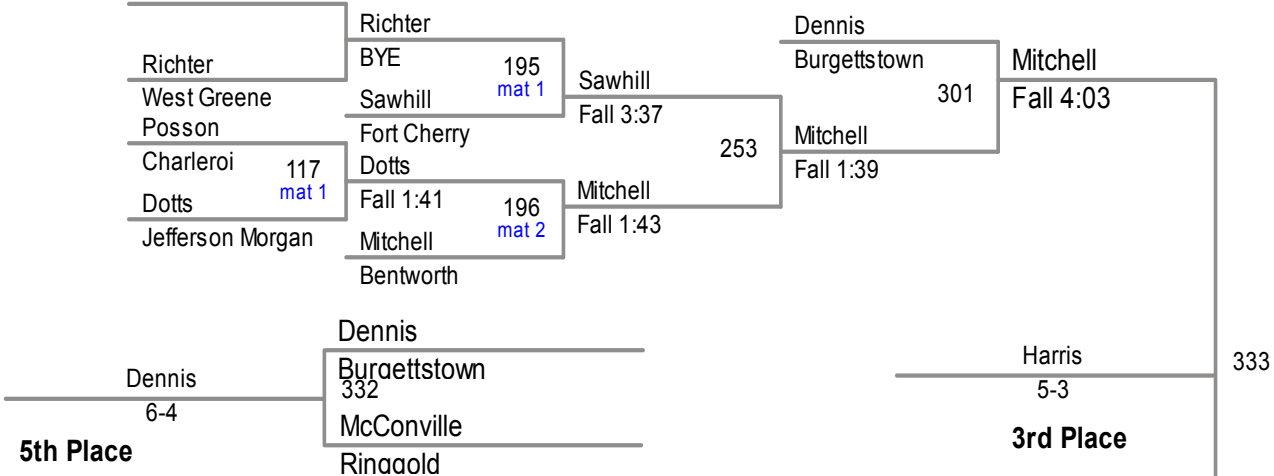 Richter
BYE
195
mat 1
Richter
West Greene
Sawhill
Fort Cherry
Sawhill
Fall 3:37
Posson
Charleroi
117
mat 1
Dotts
Jefferson Morgan
Dotts
Fall 1:41
196
mat 2
Mitchell
Bentworth
Mitchell
Fall 1:43
253
Mitchell
Fall 1:39
Dennis
Burgettstown
301
Mitchell
Fall 4:03
Dennis
Burgettstown
332
McConville
Ringgold
Dennis
6-4
5th Place
Harris
5-3
3rd Place
333